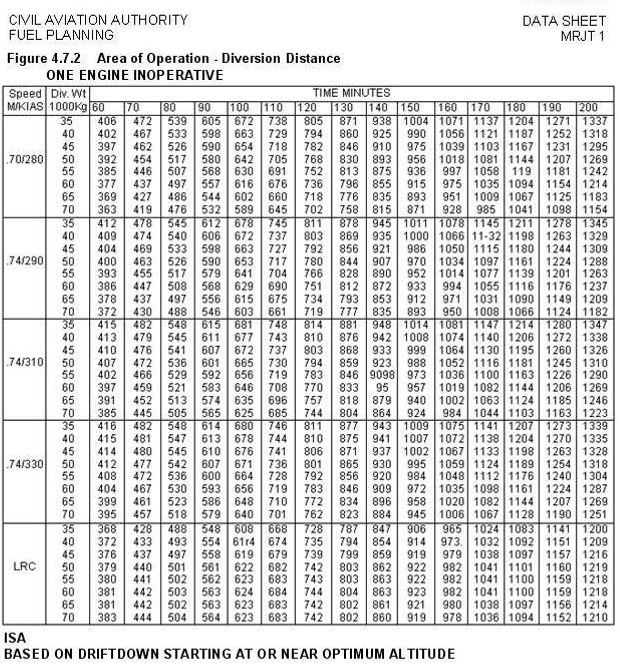 CIVIL AVIATION AUTHORITY DATA SHEET
FUEL PLANNING MRJT 1
Figure 4.7.2 Area of Operation - Diversion Distance
ONE ENGINE INOPERATIVE
Speed Div. Wt TIME MINUTES
M/KIAS 1000Kg 60 70 80 90 100 110 120 130 140 150 160 170 180 190 200
35 406 472 539 605 672 738 805 871 938 1004 1071 1137 1204 1271 1337
40 402 467 533 598 663 729 794 860 925 990 1056 1121 1187 1252 1318
45 397 462 526 590 654 718 782 846 910 975 1039 1103 1167 1231 1295
.70/280 50 392 454 517 580 642 705 768 830 893 956 1018 1081 1144 1207 1269
55 385 446 507 568 630 691 752 813 875 936 997 1058 119 1181 1242
60 377 437 497 557 616 676 736 796 855 915 975 1035 1094 1154 1214
65 369 427 486 544 602 660 718 776 835 893 951 1009 1067 1125 1183
70 363 419 476 532 589 645 702 758 815 871 928 985 1041 1098 1154
35 412 478 545 612 678 745 811 878 945 1011 1078 1145 1211 1278 1345
40 409 474 540 606 672 737 803 869 935 1000 1066 11-32 1198 1263 1329
45 404 469 533 598 663 727 792 856 921 986 1050 1115 1180 1244 1309
.74/290 50 400 463 526 590 653 717 780 844 907 970 1034 1097 1161 1224 1288
55 393 455 517 579 641 704 766 828 890 952 1014 1077 1139 1201 1263
60 386 447 508 568 629 690 751 812 872 933 994 1055 1116 1176 1237
65 378 437 497 556 615 675 734 793 853 912 971 1031 1090 1149 1209
70 372 430 488 546 603 661 719 777 835 893 950 1008 1066 1124 1182
35 415 482 548 615 681 748 814 881 948 1014 1081 1147 1214 1280 1347
40 413 479 545 611 677 743 810 876 942 1008 1074 1140 1206 1272 1338
45 410 476 541 607 672 737 803 868 933 999 1064 1130 1195 1260 1326
.74/310 50 407 472 536 601 665 730 794 859 923 988 1052 1116 1181 1245 1310
55 402 466 529 592 656 719 783 846 9098 973 1036 1100 1163 1226 1290
60 397 459 521 583 646 708 770 833 95 957 1019 1082 1144 1206 1269
65 391 452 513 574 635 696 757 818 879 940 1002 1063 1124 1185 1246
70 385 445 505 565 625 685 744 804 864 924 984 1044 1103 1163 1223
35 416 482 548 614 680 746 811 877 943 1009 1075 1141 1207 1273 1339
40 415 481 547 613 678 744 810 875 941 1007 1072 1138 1204 1270 1335
45 414 480 545 610 676 741 806 871 937 1002 1067 1133 1198 1263 1328
.74/330 50 412 477 542 607 671 736 801 865 930 995 1059 1124 1189 1254 1318
55 408 472 536 600 664 728 792 856 920 984 1048 1112 1176 1240 1304
60 404 467 530 593 656 719 783 846 909 972 1035 1098 1161 1224 1287
65 399 461 523 586 648 710 772 834 896 958 1020 1082 1144 1207 1269
70 395 457 518 579 640 701 762 823 884 945 1006 1067 1128 1190 1251
35 368 428 488 548 608 668 728 787 847 906 965 1024 1083 1141 1200
40 372 433 493 554 61r4 674 735 794 854 914 973. 1032 1092 1151 1209
45 376 437 497 558 619 679 739 799 859 919 979 1038 1097 1157 1216
LRC 50 379 440 501 561 622 682 742 803 862 922 982 1041 1101 1160 1219
55 380 441 502 562 623 683 743 803 863 922 982 1041 1100 1159 1218
60 381 442 503 563 624 684 744 804 863 923 982 1041 1100 1159 1218
65 381 442 502 563 623 683 742 802 861 921 980 1038 1097 1156 1214
70 383 444 504 564 623 683 742 802 860 919 978 1036 1094 1152 1210
ISA
BASED ON DRIFTDOWN STARTING AT OR NEAR OPTIMUM ALTITUDE